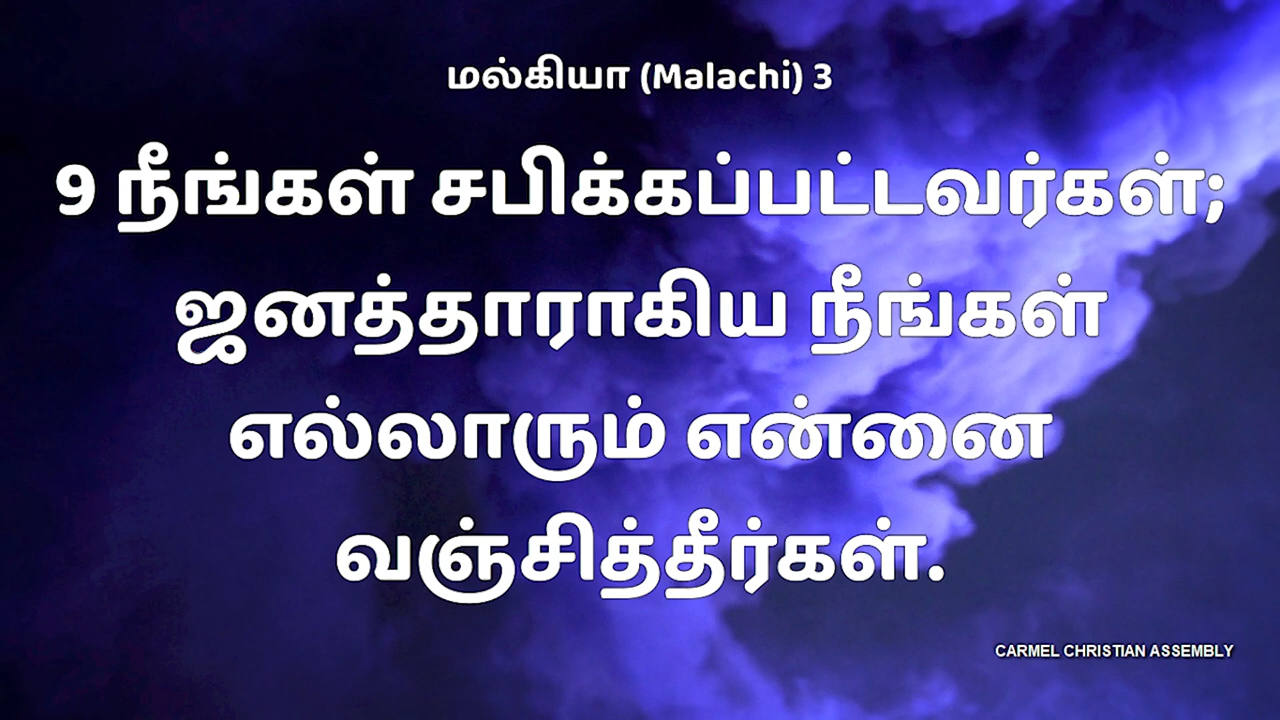 மல்கியா (Malachi) 3
9 நீங்கள் சபிக்கப்பட்டவர்கள்;
ஜனத்தாராகிய நீங்கள்
எல்லாரும் என்னை
வஞ்சித்தீர்கள்.
CARMEL CHRISTIAN ASSEMBLY